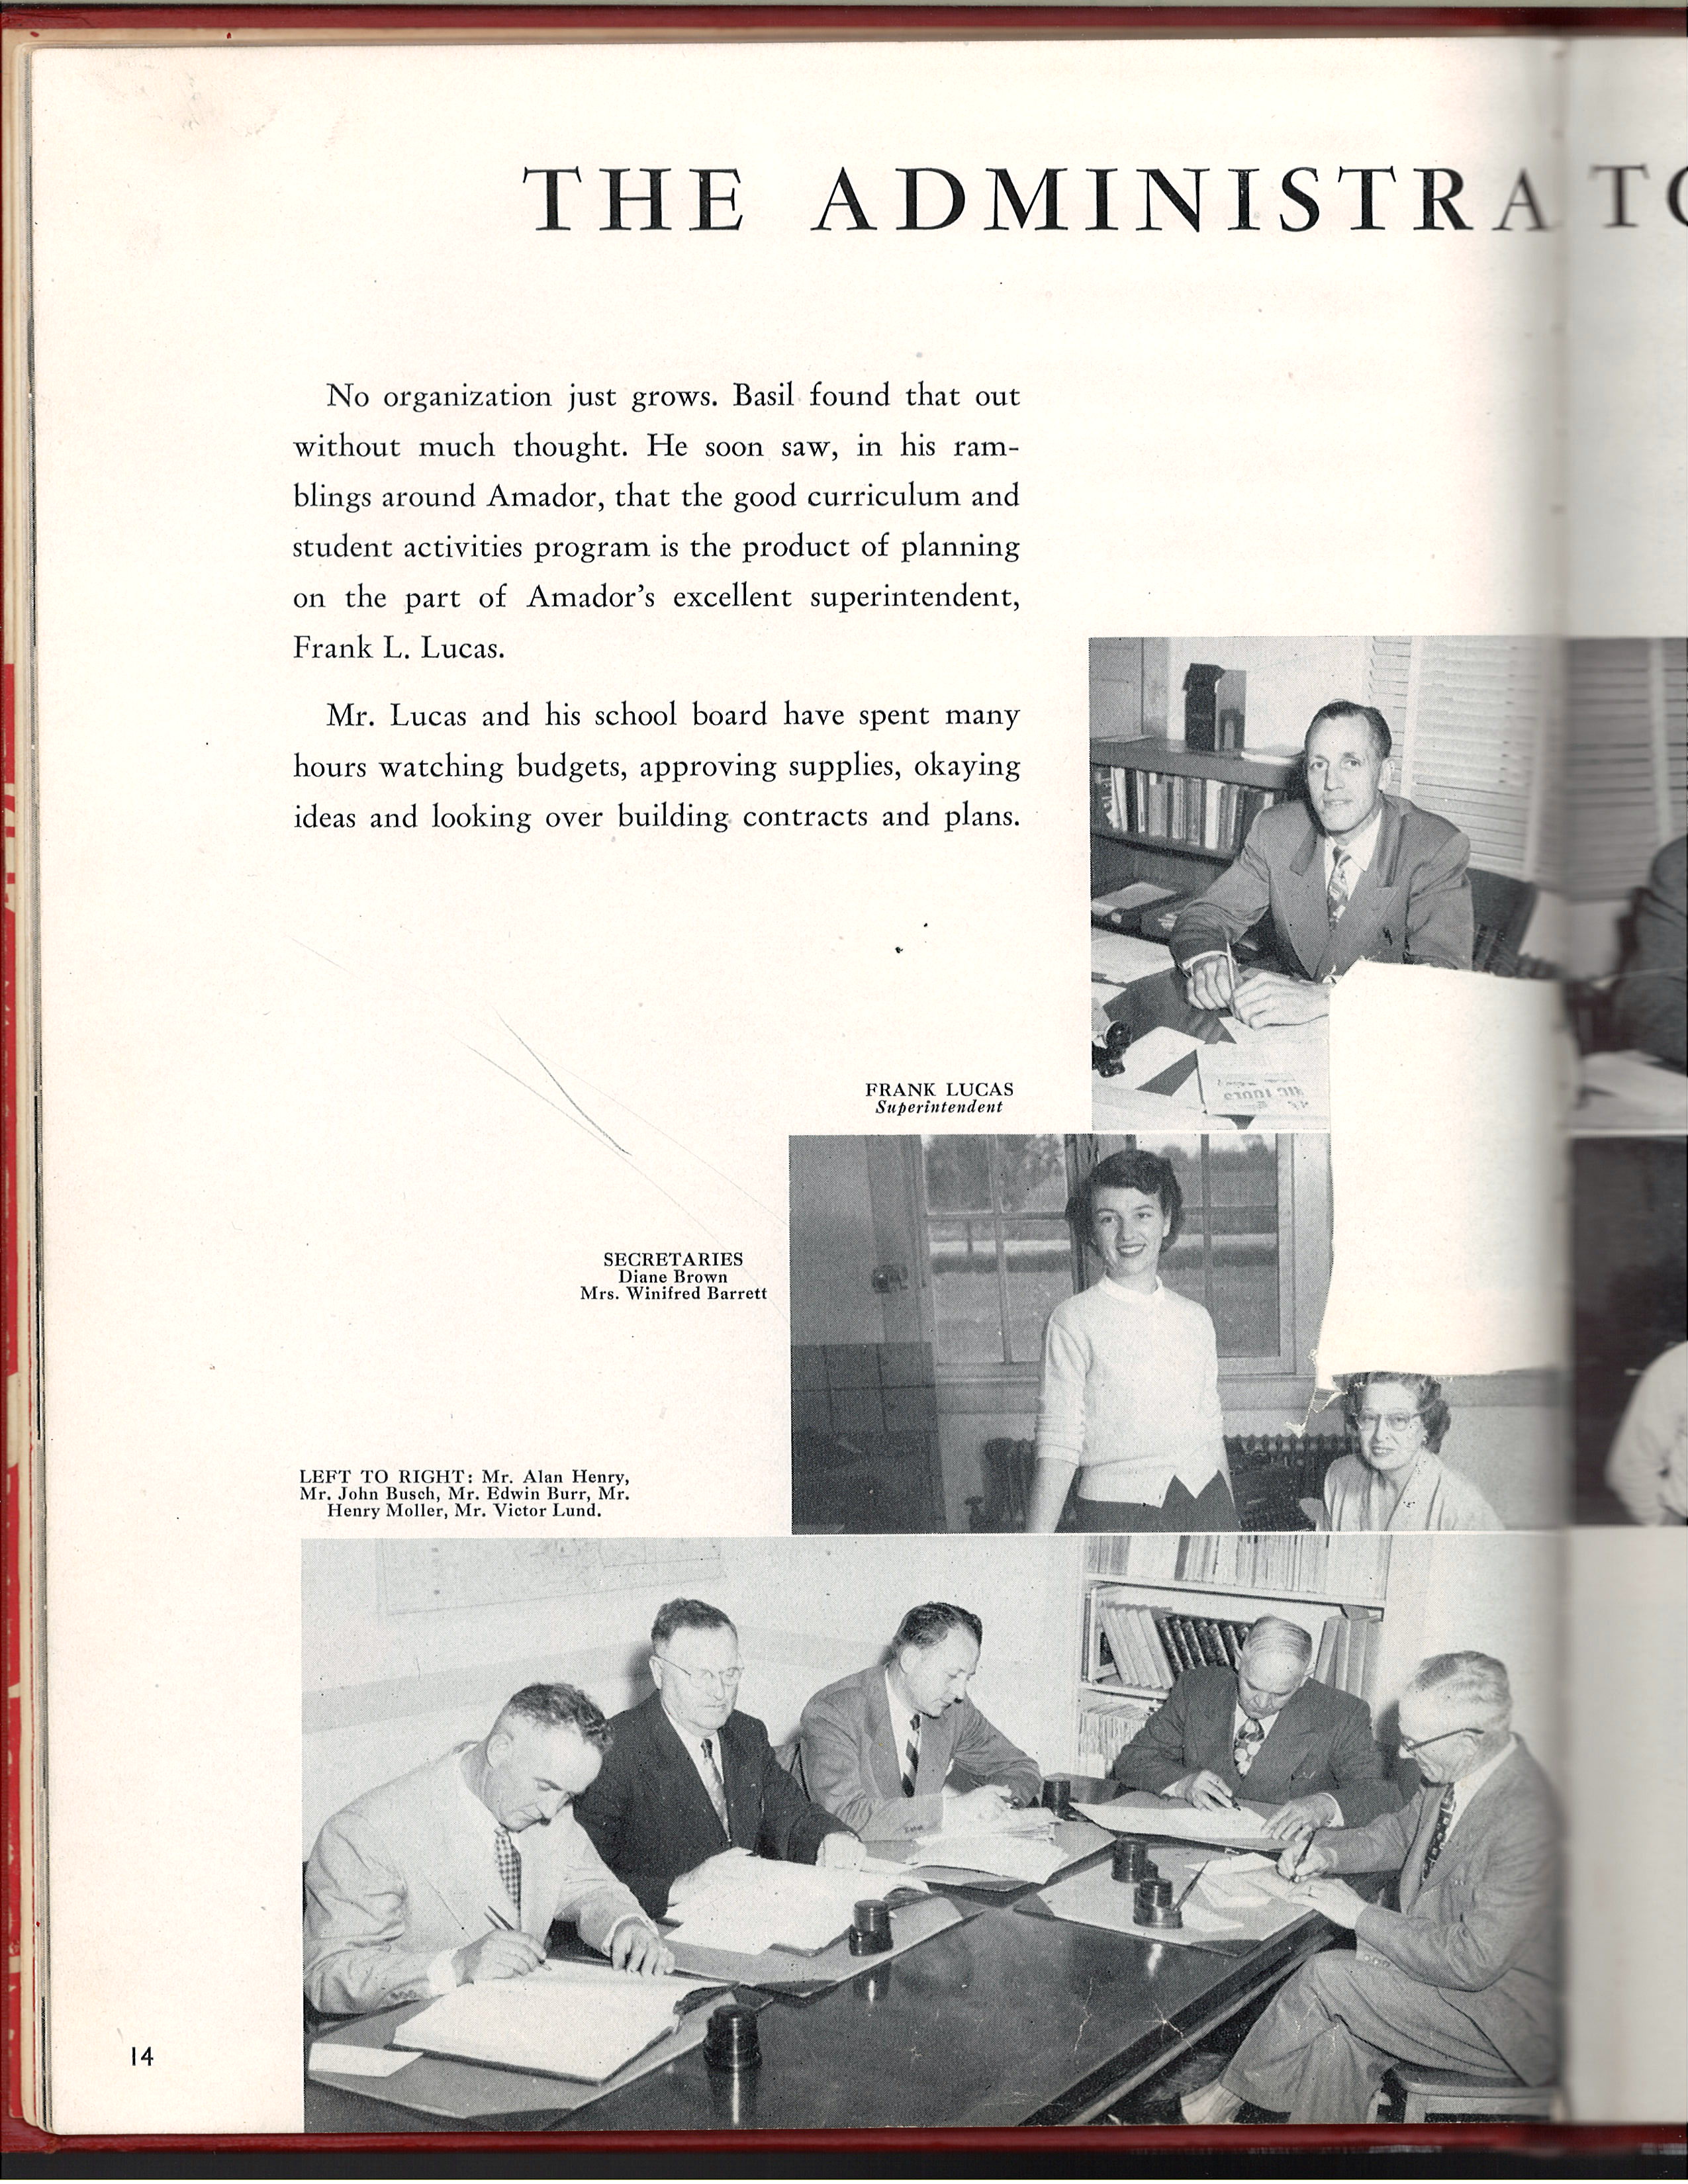 THE ADMINISTRATO
No organization just grows. Basil found that out
without much thought. He soon saw, in his ram-
blings around Amador, that the good curriculum and
student activities program is the product of planning
on the part of Amador's excellent superintendent,
Frank L. Lucas.
Mr. Lucas and his school board have spent many
hours watching budgets, approving supplies, okaying
ideas and looking over building contracts and plans.
FRANK LUCAS
Superintendent
SECRETARIES
Diane Brown
Mrs. Winifred Barrett
LEFT TO RIGHT: Mr. Alan Henry,
Mr. John Busch, Mr. Edwin Burr, Mr.
Henry Moller, Mr. Victor Lund.
14